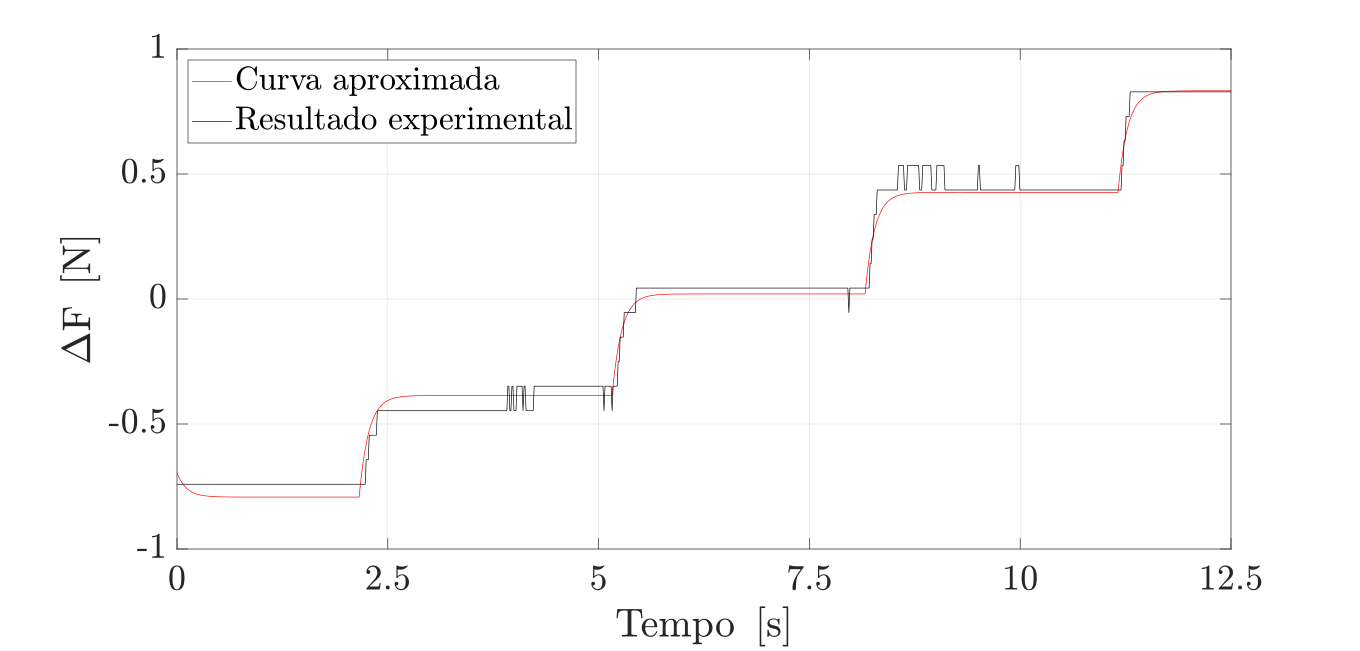 1
Curva aproximada
Resultado experimental
0.5
0
-0.5
-1
ΔF [N]
0 2.5 5 7.5 10 12.5
Tempo [s]